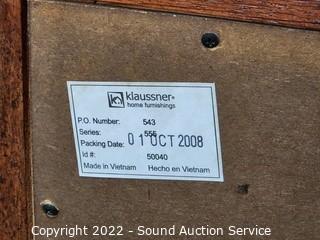 klaussner®
home furnishings
P.O. Number: 543
Series: 555
Packing Date: 01 OCT 2008
Id #: 50040
Made in Vietnam Hecho en Vietnam
Copyright 2022 - Sound Auction Service